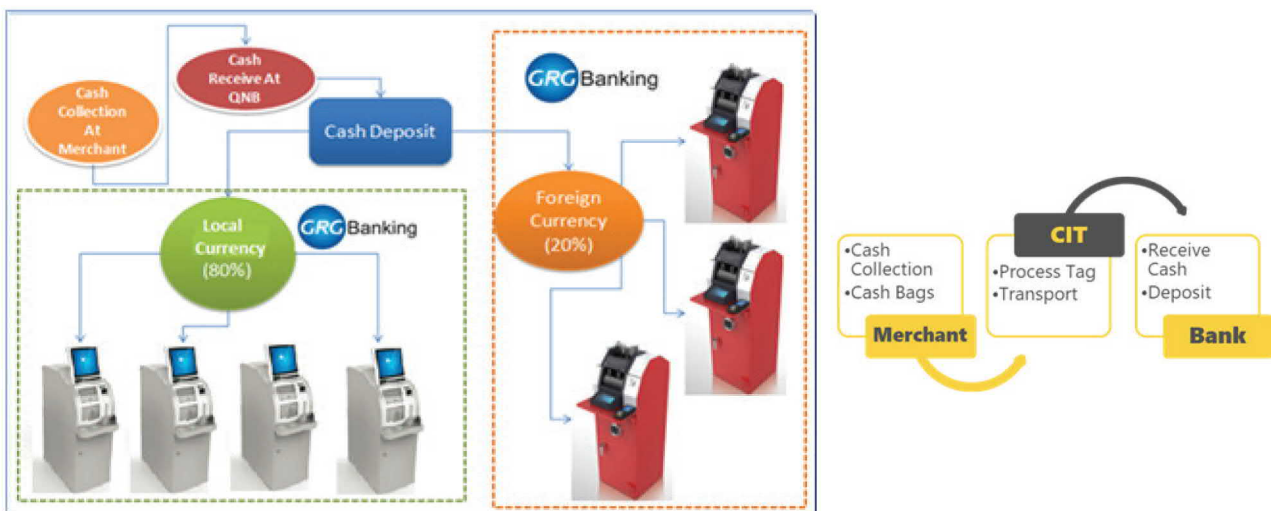 Cash
Collection
At
Merchant
Cash
Receive At
QNB
Cash Deposit
GRG Banking
Local
Currency
(80%)
GRG Banking
Foreign
Currency
(20%)
•Cash
Collection
•Cash Bags
Merchant
CIT
•Process Tag
•Transport
•Receive
Cash
•Deposit
Bank